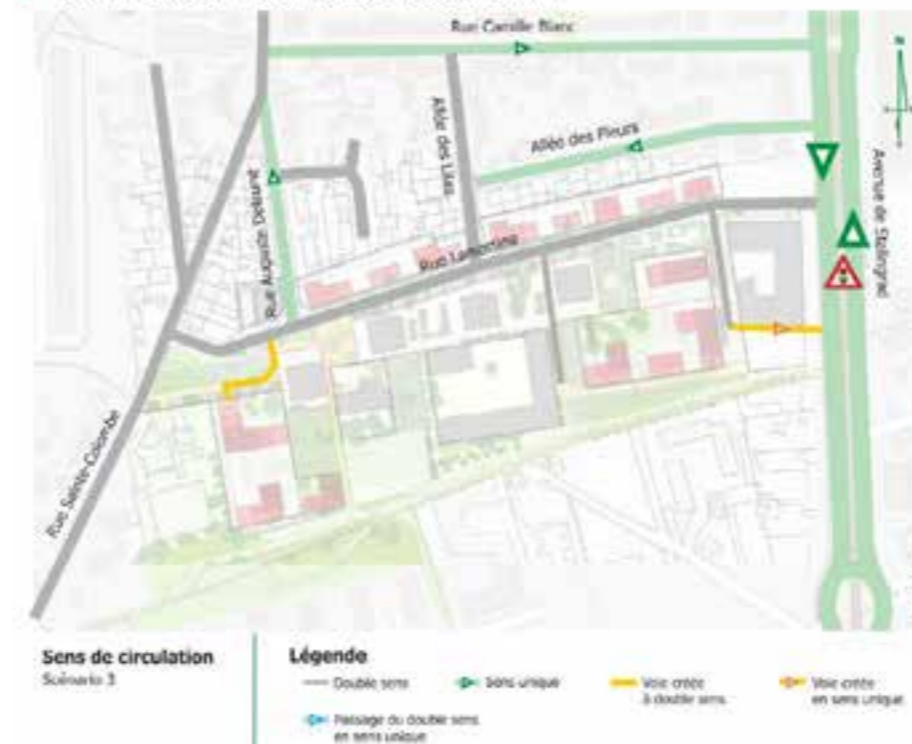 Rue Camille Blanc
N
Allée des Lilas
Allée des Fleurs
Avenue de Stalingrad
Rue Auguste Delaune
Rue Lamartine
Rue Sainte-Colombe
Sens de circulation
Scénario 3
Légende
Double sens
Sens unique
Voie créée
à double sens
Voie créée
en sens unique
Passage du double sens
en sens unique